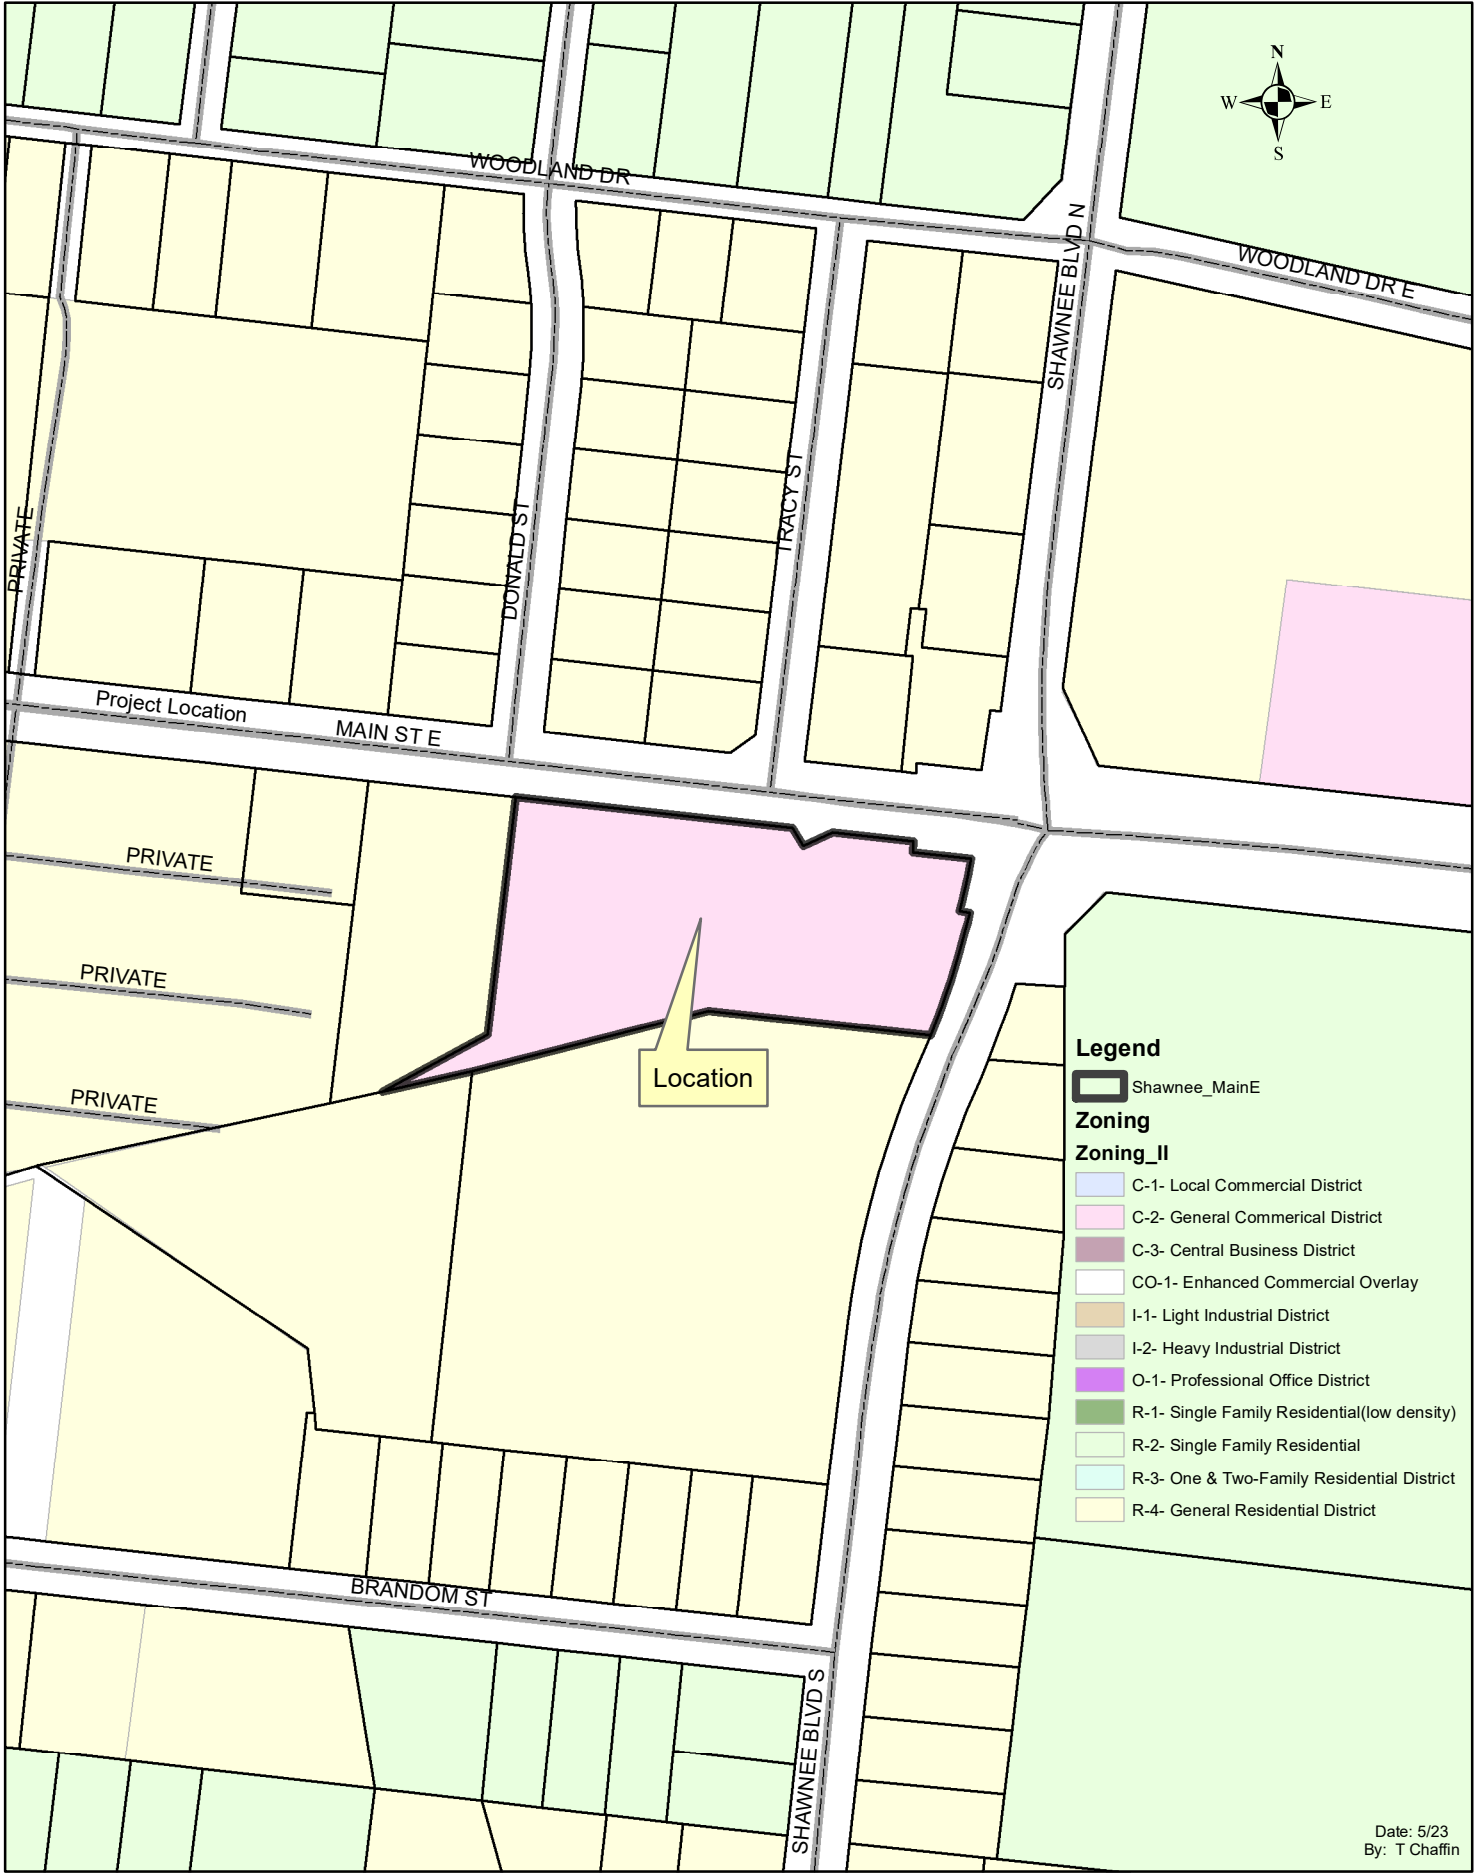 N
W E
S
WOODLAND DR
SHAWNEE BLVD N
WOODLAND DR E
TRACY ST
DONALD ST
PRIVATE
Project Location
MAIN ST E
PRIVATE
PRIVATE
PRIVATE
Location
Legend
Shawnee_MainE
Zoning
Zoning_II
C-1- Local Commercial District
C-2- General Commerical District
C-3- Central Business District
CO-1- Enhanced Commercial Overlay
I-1- Light Industrial District
I-2- Heavy Industrial District
O-1- Professional Office District
R-1- Single Family Residential(low density)
R-2- Single Family Residential
R-3- One & Two-Family Residential District
R-4- General Residential District
BRANDOM ST
SHAWNEE BLVD S
Date: 5/23
By: T Chaffin